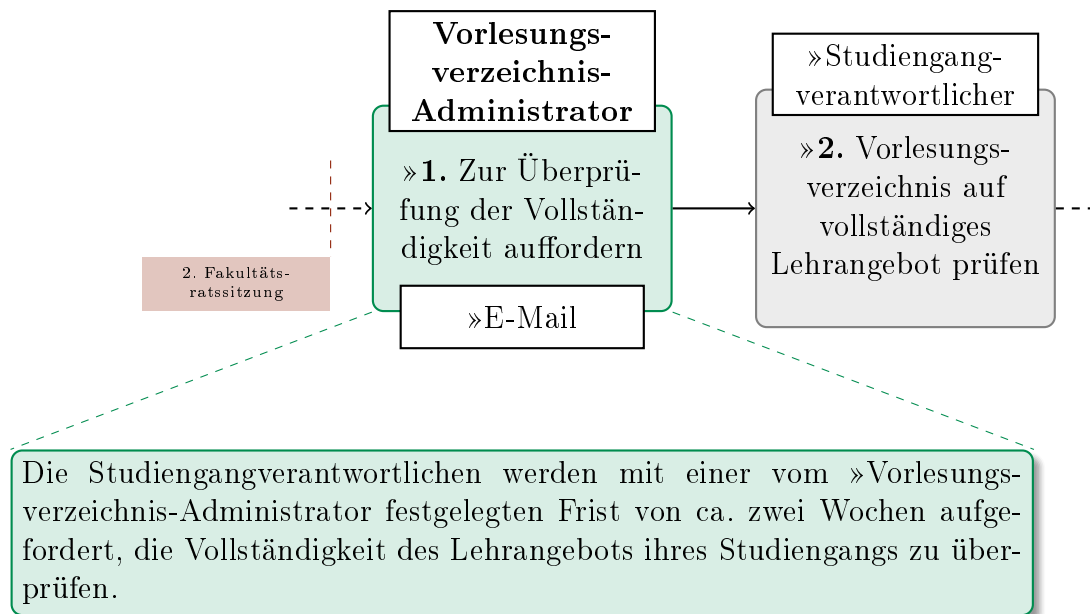 Vorlesungs-
verzeichnis-
Administrator
»1. Zur Überprü-
fung der Vollstän-
digkeit auffordern
»E-Mail
»Studiengang-
verantwortlicher
»2. Vorlesungs-
verzeichnis auf
vollständiges
Lehrangebot prüfen
2. Fakultäts-
ratssitzung
Die Studiengangverantwortlichen werden mit einer vom »Vorlesungs-
verzeichnis-Administrator festgelegten Frist von ca. zwei Wochen aufge-
fordert, die Vollständigkeit des Lehrangebots ihres Studiengangs zu über-
prüfen.